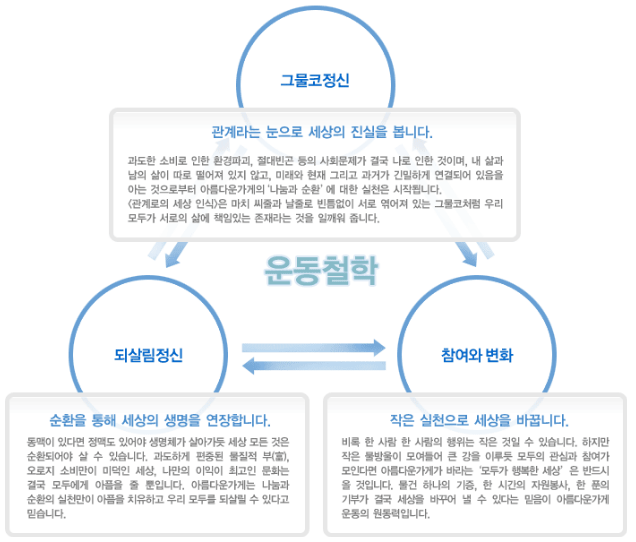 그물코정신
관계라는 눈으로 세상의 진실을 봅니다.
과도한 소비로 인한 환경파괴, 절대빈곤 등의 사회문제가 결국 나로 인한 것이며, 내 삶과
남의 삶이 따로 떨어져 있지 않고, 미래와 현재 그리고 과거가 긴밀하게 연결되어 있음을
아는 것으로부터 아름다운가게의 '나눔과 순환' 에 대한 실천은 시작됩니다.
<관계로의 세상 인식>은 마치 씨줄과 날줄로 빈틈없이 서로 엮어져 있는 그물코처럼 우리
모두가 서로의 삶에 책임있는 존재라는 것을 일깨워 줍니다.
운동철학
되살림정신
순환을 통해 세상의 생명을 연장합니다.
동맥이 있다면 정맥도 있어야 생명체가 살아가듯 세상 모든 것은
순환되어야 살 수 있습니다. 과도하게 편중된 물질적 부(富),
오로지 소비만이 미덕인 세상, 나만의 이익이 최고인 문화는
결국 모두에게 아픔을 줄 뿐입니다. 아름다운가게는 나눔과
순환의 실천만이 아픔을 치유하고 우리 모두를 되살릴 수 있다고
믿습니다.
참여와 변화
작은 실천으로 세상을 바꿉니다.
비록 한 사람 한 사람의 행위는 작은 것일 수 있습니다. 하지만
작은 물방울이 모여들어 큰 강을 이루듯 모두의 관심과 참여가
모인다면 아름다운가게가 바라는 '모두가 행복한 세상' 은 반드시
올 것입니다. 물건 하나의 기증, 한 시간의 자원봉사, 한 푼의
기부가 결국 세상을 바꾸어 낼 수 있다는 믿음이 아름다운가게
운동의 원동력입니다.